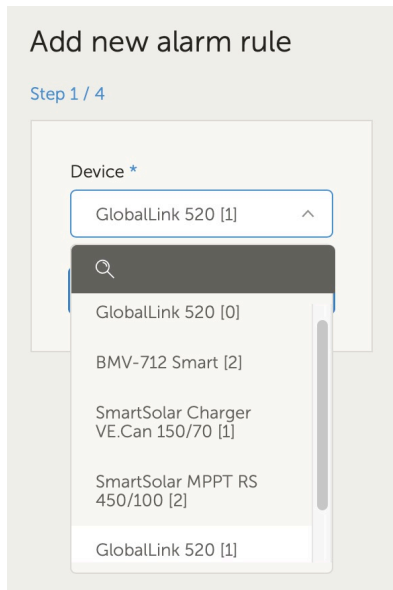 Add new alarm rule
Step 1 / 4
Device *
GlobalLink 520 [1]
GlobalLink 520 [0]
BMV-712 Smart [2]
SmartSolar Charger
VE.Can 150/70 [1]
SmartSolar MPPT RS
450/100 [2]
GlobalLink 520 [1]